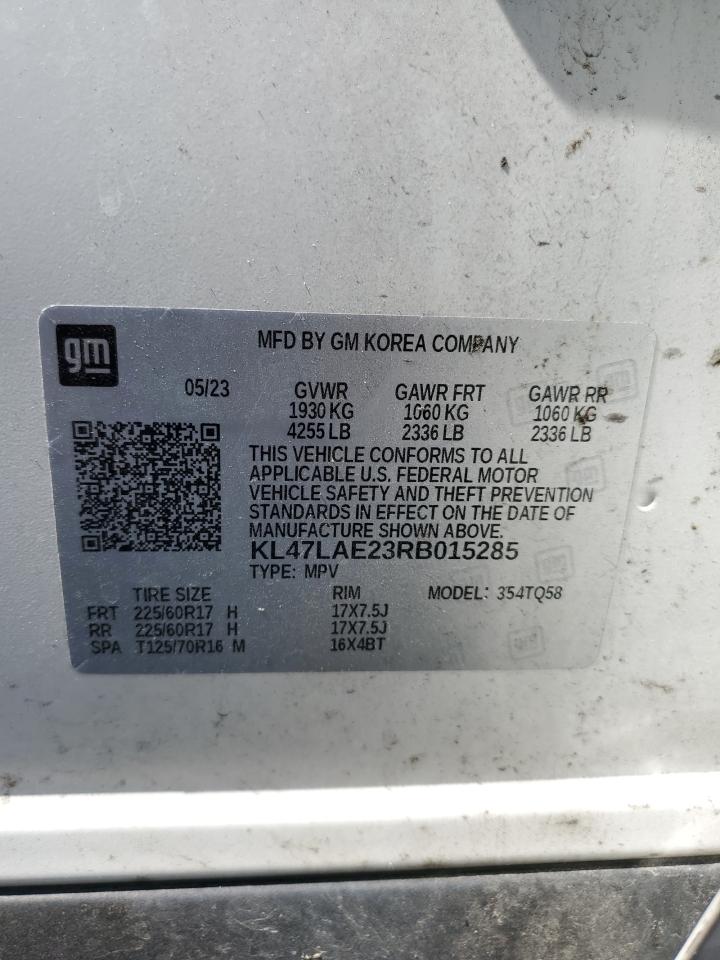 gm
MFD BY GM KOREA COMPANY
05/23 GVWR GAWR FRT GAWR RR
1930 KG 1060 KG 1060 KG
4255 LB 2336 LB 2336 LB
THIS VEHICLE CONFORMS TO ALL
APPLICABLE U.S. FEDERAL MOTOR
VEHICLE SAFETY AND THEFT PREVENTION
STANDARDS IN EFFECT ON THE DATE OF
MANUFACTURE SHOWN ABOVE.
KL47LAE23RB015285
TYPE: MPV
TIRE SIZE RIM MODEL: 354TQ58
FRT 225/60R17 H 17X7.5J
RR 225/60R17 H 17X7.5J
SPA T125/70R16 M 16X4BT